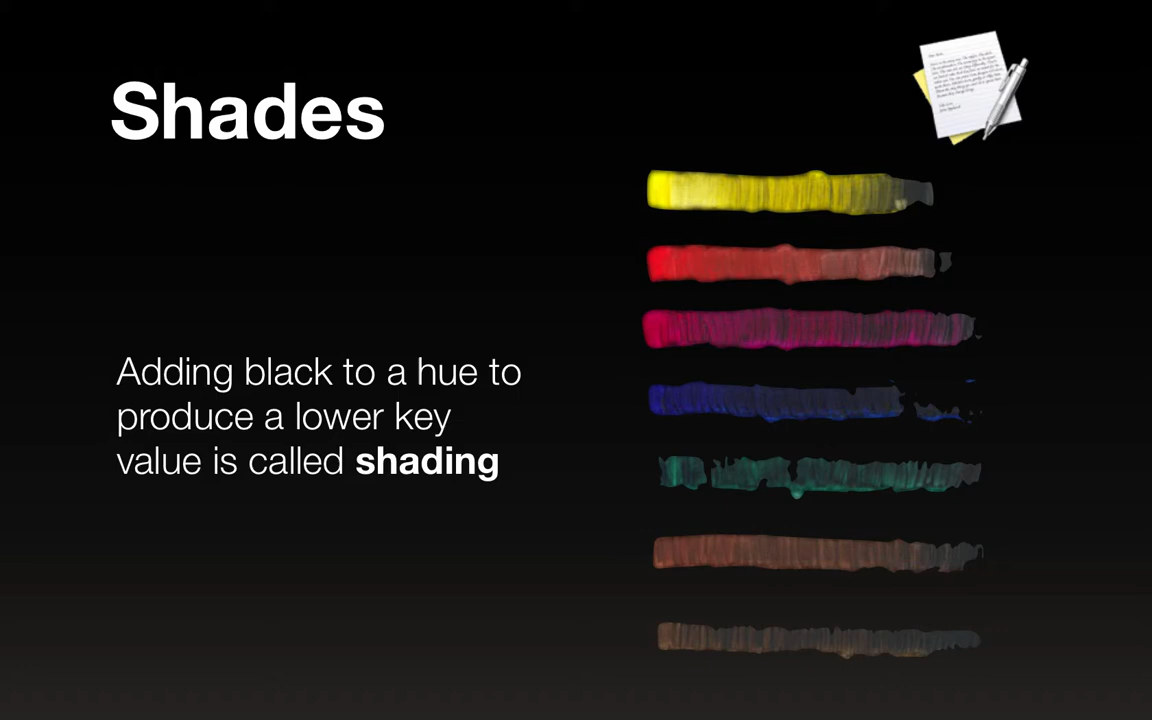 Shades
Adding black to a hue to
produce a lower key
value is called shading